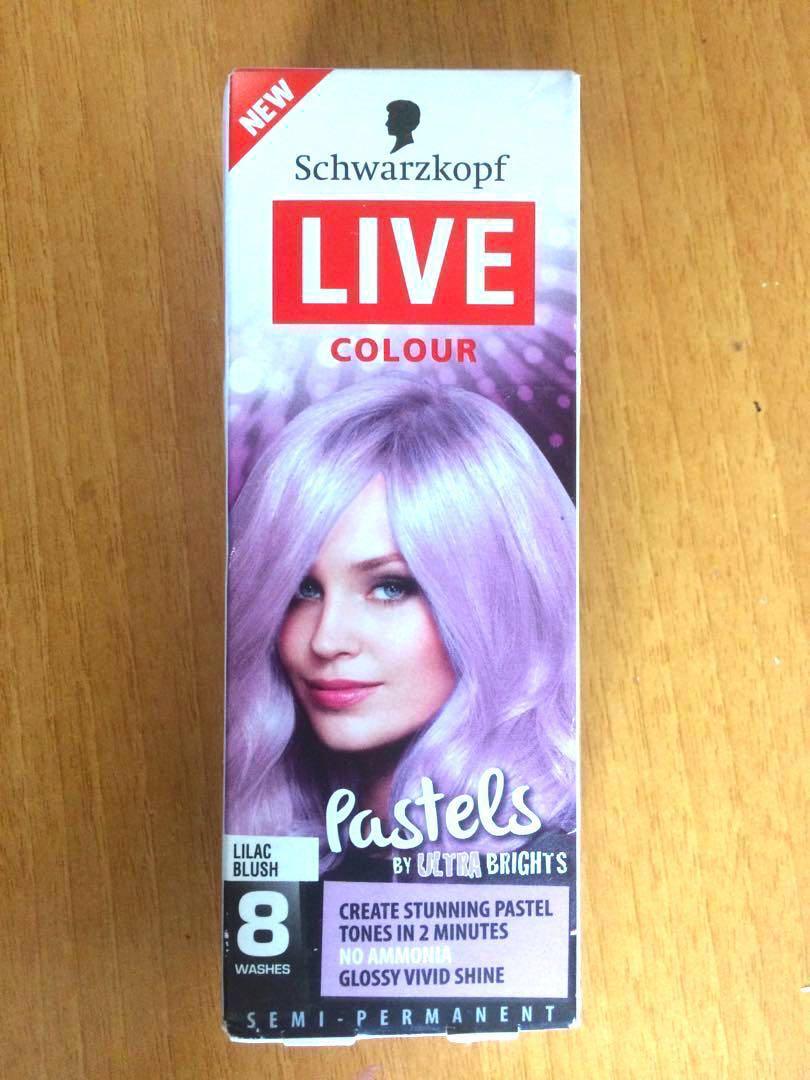 NEW
Schwarzkopf
LIVE
COLOUR
Pastels
BY ULTRA BRIGHTS
LILAC
BLUSH
8
WASHES
CREATE STUNNING PASTEL
TONES IN 2 MINUTES
NO AMMONIA
GLOSSY VIVID SHINE
SEMI-PERMANENT